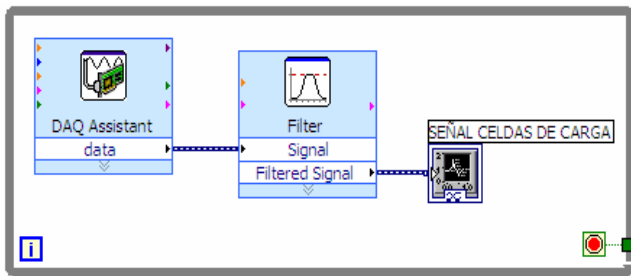 DAQ Assistant
data
Filter
Signal
Filtered Signal
SEÑAL CELDAS DE CARGA
i